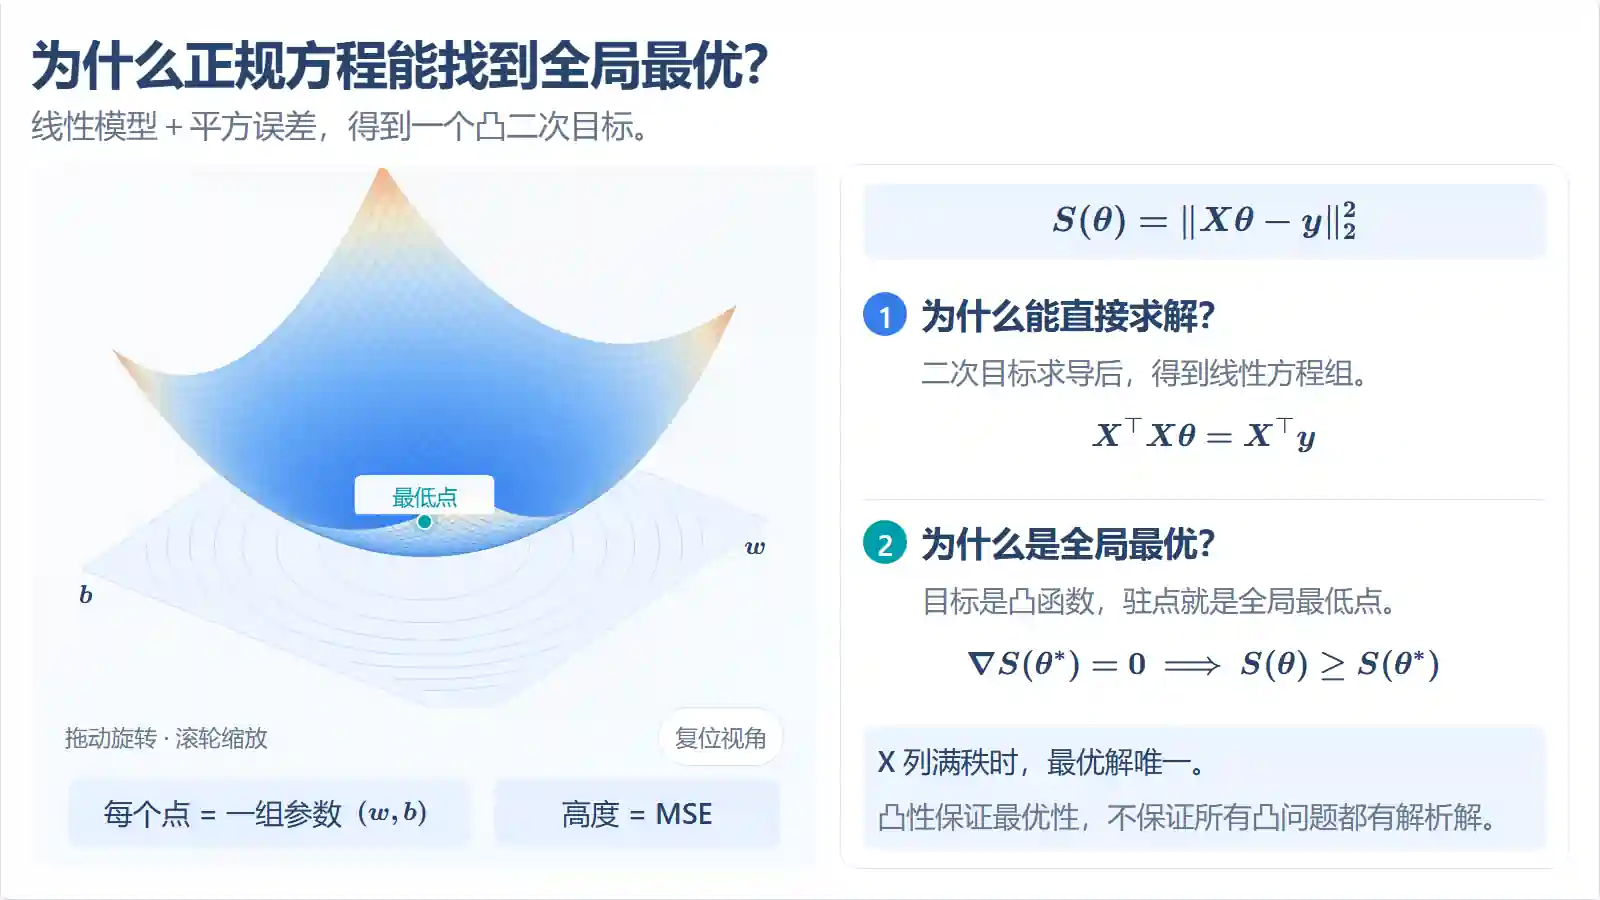 为什么正规方程能找到全局最优？
线性模型 + 平方误差，得到一个凸二次目标。
最低点
w
b
拖动旋转 · 滚轮缩放
复位视角
每个点 = 一组参数 (w, b)
高度 = MSE
S(θ) = ‖Xθ − y‖₂²
1 为什么能直接求解？
二次目标求导后，得到线性方程组。
X⊤Xθ = X⊤y
2 为什么是全局最优？
目标是凸函数，驻点就是全局最低点。
∇S(θ*) = 0 ⟹ S(θ) ≥ S(θ*)
X 列满秩时，最优解唯一。
凸性保证最优性，不保证所有凸问题都有解析解。